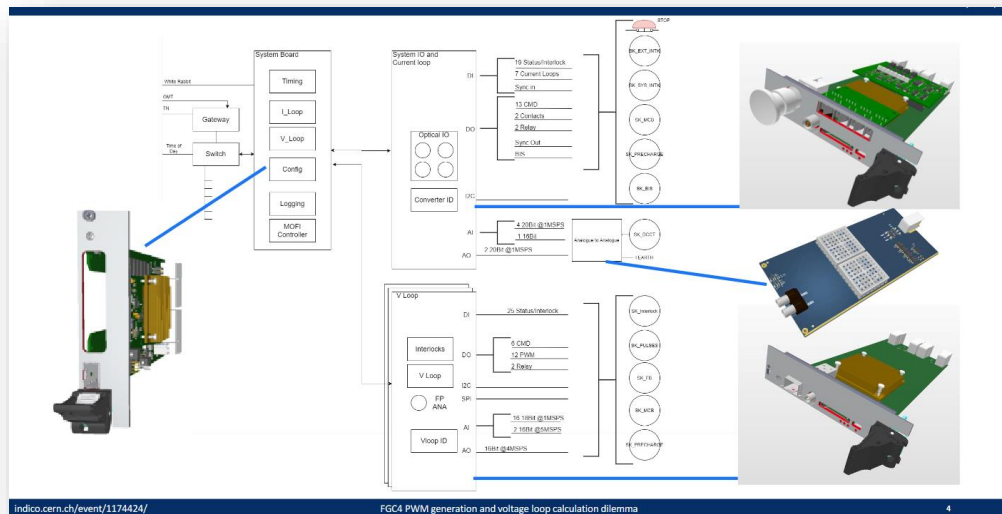 STOP
System Board
System IO and
Current loop
White Rabbit
Timing
I_Loop
V_Loop
Config
Logging
MOFI
Controller
Gateway
Switch
Time of
DI
19 Status/Interlock
7 Current Loops
Sync in
DO
13 CMD
2 Contacts
2 Relay
Sync Out
BIS
Optical IO
Converter ID
I2C
SK_EXT_INTK
SK_SYS_INTK
SK_MCB
SK_PRECHARGE
SK_BIS
AI
4 20Bit @1MSPS
1 16Bit
AO
2 20Bit @1MSPS
Analogue to Analogue
SK_DCCT
I EARTH
V Loop
DI
25 Status/Interlock
Interlocks
DO
6 CMD
12 PWM
2 Relay
V Loop
I2C
FP
ANA
SPI
AI
16 18Bit @1MSPS
2 16Bit @5MSPS
Vloop ID
AO
16Bit @4MSPS
SK_Interlock
SK_PULSES
SK_FB
SK_MCB
SK_PRECHARGE
indico.cern.ch/event/1174424/
FGC4 PWM generation and voltage loop calculation dilemma
4